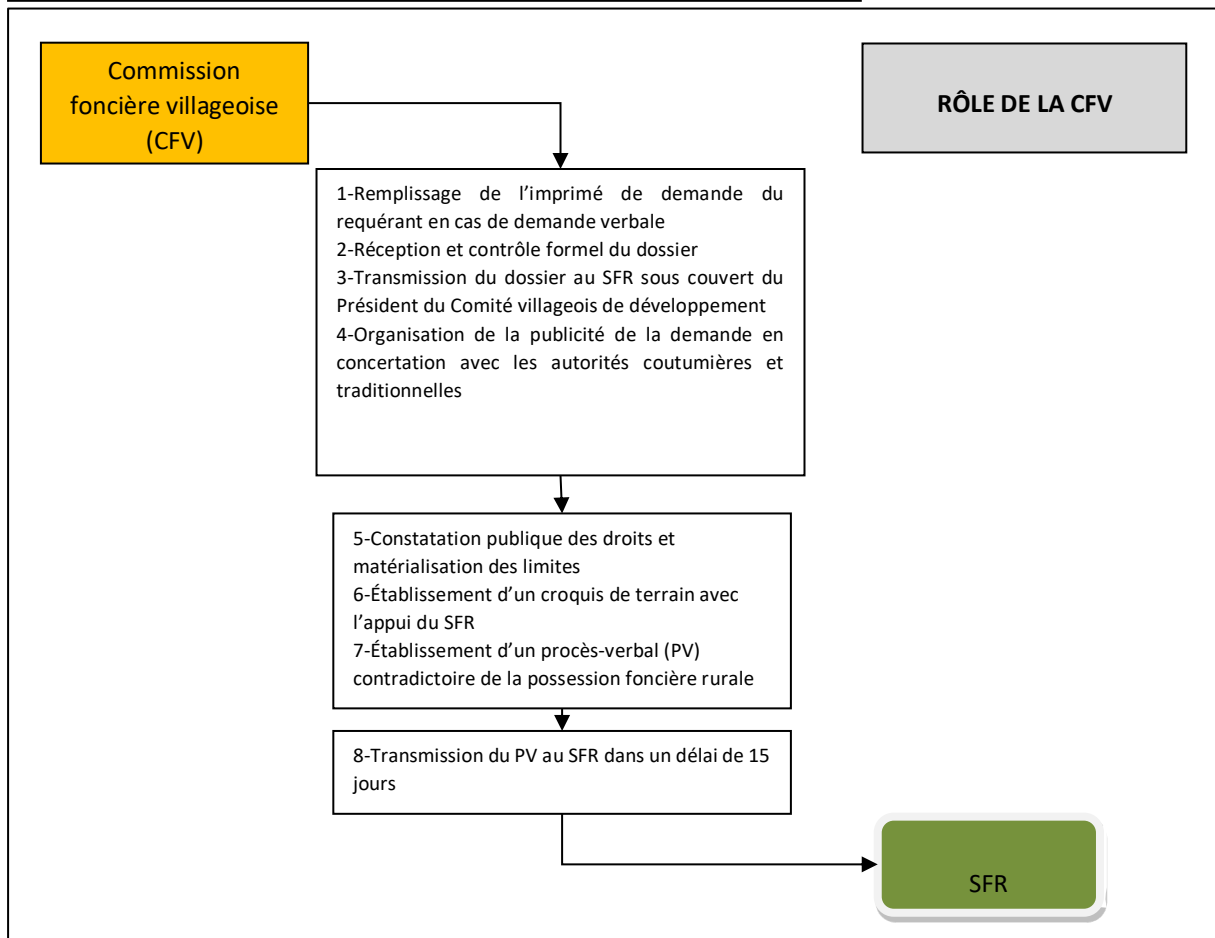 Commission
foncière villageoise
(CFV)
RÔLE DE LA CFV
1-Remplissage de l’imprimé de demande du
requérant en cas de demande verbale
2-Réception et contrôle formel du dossier
3-Transmission du dossier au SFR sous couvert du
Président du Comité villageois de développement
4-Organisation de la publicité de la demande en
concertation avec les autorités coutumières et
traditionnelles
5-Constatation publique des droits et
matérialisation des limites
6-Établissement d’un croquis de terrain avec
l’appui du SFR
7-Établissement d’un procès-verbal (PV)
contradictoire de la possession foncière rurale
8-Transmission du PV au SFR dans un délai de 15
jours
SFR